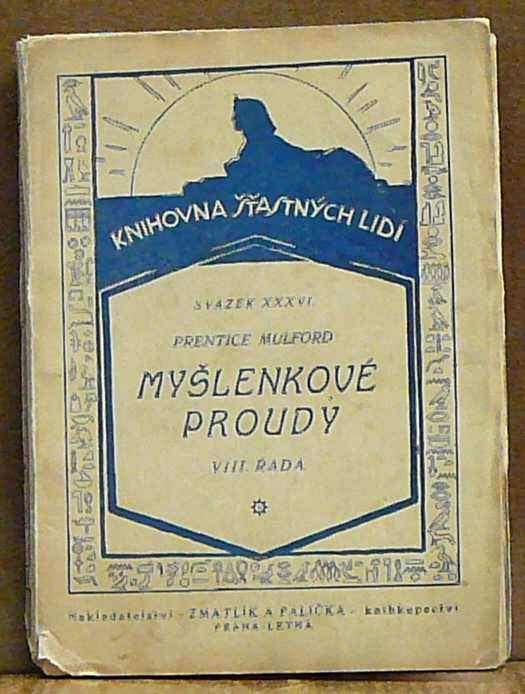 KNIHOVNA ŠŤASTNÝCH LIDÍ
SVAZEK XXXVI.
PRENTICE MULFORD
MYŠLENKOVÉ
PROUDY
VIII. ŘADA
Nakladatelství - ZMATLÍK A PALIČKA - knihkupectví
PRAHA-LETNÁ